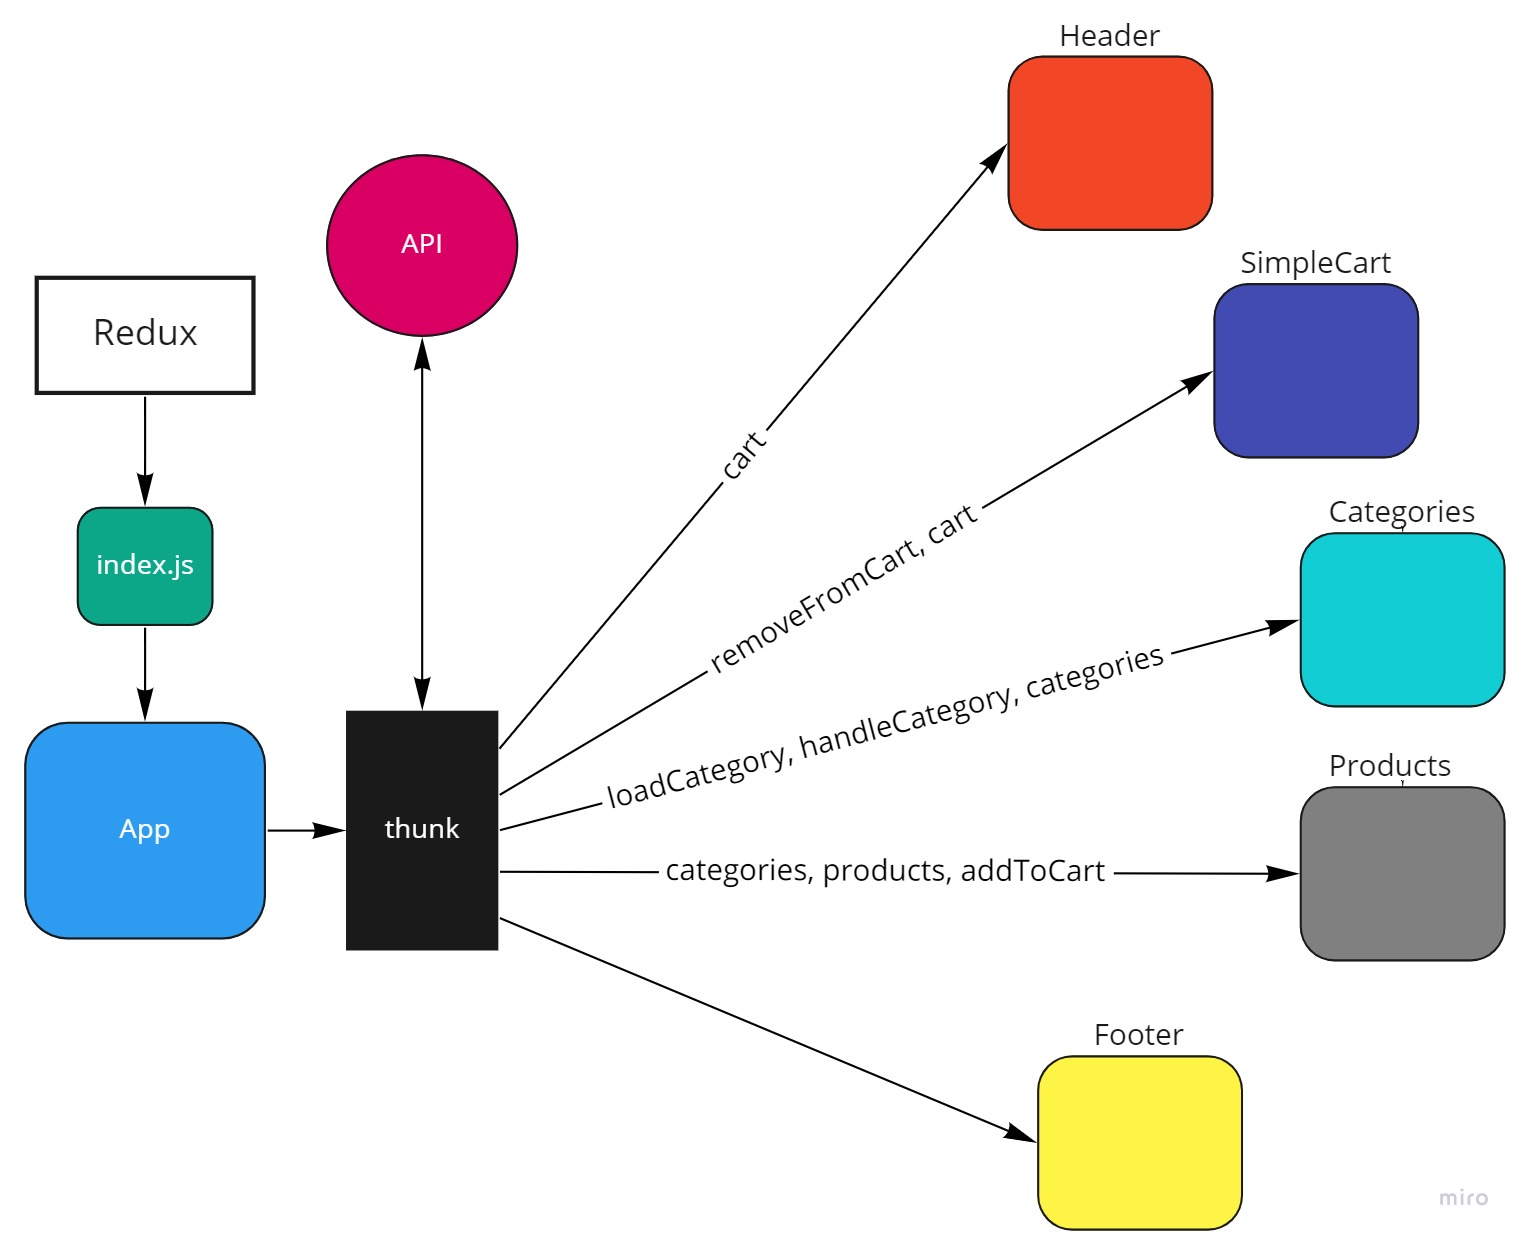 Header
SimpleCart
API
Redux
cart
removeFromCart, cart
Categories
index.js
loadCategory, handleCategory, categories
Products
App
thunk
categories, products, addToCart
Footer
miro